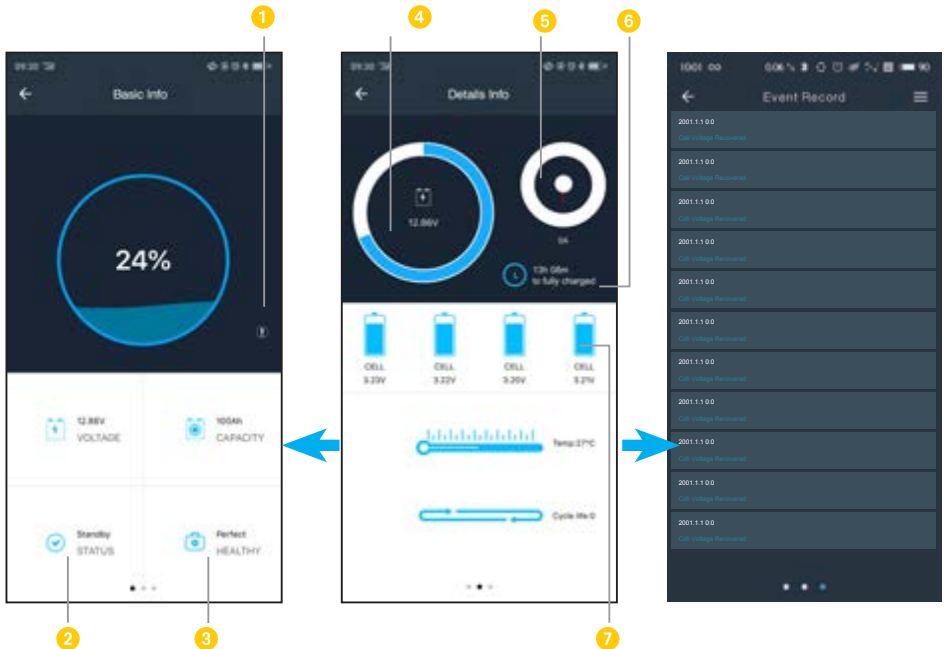 1
4
5
6
09:30
Basic Info
24%
12.86V
VOLTAGE
100Ah
CAPACITY
Standby
STATUS
Perfect
HEALTHY
2
3
09:30
Details Info
12.86V
0A
13h 08m
to fully charged
CELL
3.23V
CELL
3.22V
CELL
3.20V
CELL
3.21V
Temp:27°C
Cycle life:0
7
10:01
90
Event Record
2001.1.1 0:0
Cell Voltage Recovered
2001.1.1 0:0
Cell Voltage Recovered
2001.1.1 0:0
Cell Voltage Recovered
2001.1.1 0:0
Cell Voltage Recovered
2001.1.1 0:0
Cell Voltage Recovered
2001.1.1 0:0
Cell Voltage Recovered
2001.1.1 0:0
Cell Voltage Recovered
2001.1.1 0:0
Cell Voltage Recovered
2001.1.1 0:0
Cell Voltage Recovered
2001.1.1 0:0
Cell Voltage Recovered
2001.1.1 0:0
Cell Voltage Recovered